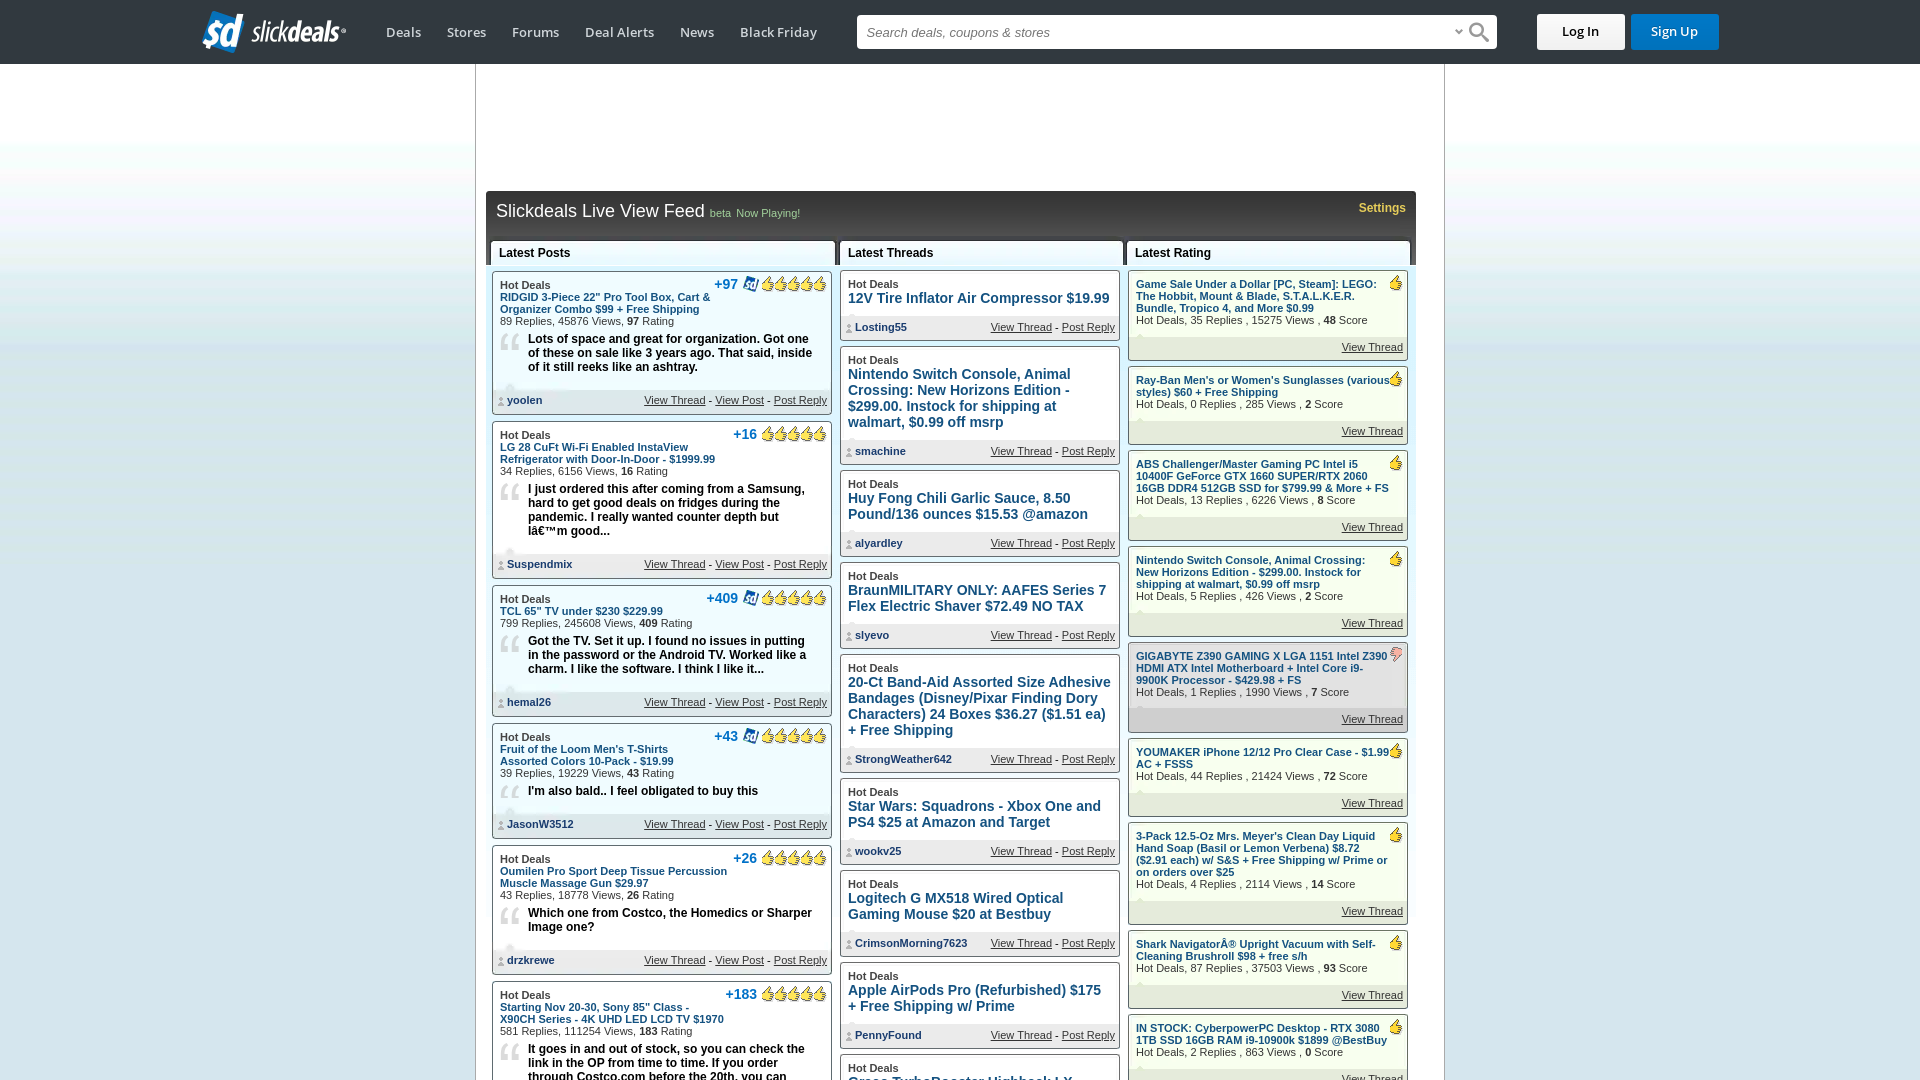 sd slickdeals®
Deals Stores Forums Deal Alerts News Black Friday
Search deals, coupons & stores
Log In Sign Up
Slickdeals Live View Feed beta Now Playing!
Settings
Latest Posts
Hot Deals
+97
RIDGID 3-Piece 22" Pro Tool Box, Cart &
Organizer Combo $99 + Free Shipping
89 Replies, 45876 Views, 97 Rating
Lots of space and great for organization. Got one
of these on sale like 3 years ago. That said, inside
of it still reeks like an ashtray.
yoolen
View Thread - View Post - Post Reply
Hot Deals
+16
LG 28 CuFt Wi-Fi Enabled InstaView
Refrigerator with Door-In-Door - $1999.99
34 Replies, 6156 Views, 16 Rating
I just ordered this after coming from a Samsung,
hard to get good deals on fridges during the
pandemic. I really wanted counter depth but
Iâ€™m good...
Suspendmix
View Thread - View Post - Post Reply
Hot Deals
+409
TCL 65" TV under $230 $229.99
799 Replies, 245608 Views, 409 Rating
Got the TV. Set it up. I found no issues in putting
in the password or the Android TV. Worked like a
charm. I like the software. I think I like it...
hemal26
View Thread - View Post - Post Reply
Hot Deals
+43
Fruit of the Loom Men's T-Shirts
Assorted Colors 10-Pack - $19.99
39 Replies, 19229 Views, 43 Rating
I'm also bald.. I feel obligated to buy this
JasonW3512
View Thread - View Post - Post Reply
Hot Deals
+26
Oumilen Pro Sport Deep Tissue Percussion
Muscle Massage Gun $29.97
43 Replies, 18778 Views, 26 Rating
Which one from Costco, the Homedics or Sharper
Image one?
drzkrewe
View Thread - View Post - Post Reply
Hot Deals
+183
Starting Nov 20-30, Sony 85" Class -
X90CH Series - 4K UHD LED LCD TV $1970
581 Replies, 111254 Views, 183 Rating
It goes in and out of stock, so you can check the
link in the OP from time to time. If you order
through Costco.com before the 20th, you can
Latest Threads
Hot Deals
12V Tire Inflator Air Compressor $19.99
Losting55
View Thread - Post Reply
Hot Deals
Nintendo Switch Console, Animal
Crossing: New Horizons Edition -
$299.00. Instock for shipping at
walmart, $0.99 off msrp
smachine
View Thread - Post Reply
Hot Deals
Huy Fong Chili Garlic Sauce, 8.50
Pound/136 ounces $15.53 @amazon
alyardley
View Thread - Post Reply
Hot Deals
BraunMILITARY ONLY: AAFES Series 7
Flex Electric Shaver $72.49 NO TAX
slyevo
View Thread - Post Reply
Hot Deals
20-Ct Band-Aid Assorted Size Adhesive
Bandages (Disney/Pixar Finding Dory
Characters) 24 Boxes $36.27 ($1.51 ea)
+ Free Shipping
StrongWeather642
View Thread - Post Reply
Hot Deals
Star Wars: Squadrons - Xbox One and
PS4 $25 at Amazon and Target
wookv25
View Thread - Post Reply
Hot Deals
Logitech G MX518 Wired Optical
Gaming Mouse $20 at Bestbuy
CrimsonMorning7623
View Thread - Post Reply
Hot Deals
Apple AirPods Pro (Refurbished) $175
+ Free Shipping w/ Prime
PennyFound
View Thread - Post Reply
Hot Deals
Graco TurboBooster Highback LX
Latest Rating
Game Sale Under a Dollar [PC, Steam]: LEGO:
The Hobbit, Mount & Blade, S.T.A.L.K.E.R.
Bundle, Tropico 4, and More $0.99
Hot Deals, 35 Replies , 15275 Views , 48 Score
View Thread
Ray-Ban Men's or Women's Sunglasses (various
styles) $60 + Free Shipping
Hot Deals, 0 Replies , 285 Views , 2 Score
View Thread
ABS Challenger/Master Gaming PC Intel i5
10400F GeForce GTX 1660 SUPER/RTX 2060
16GB DDR4 512GB SSD for $799.99 & More + FS
Hot Deals, 13 Replies , 6226 Views , 8 Score
View Thread
Nintendo Switch Console, Animal Crossing:
New Horizons Edition - $299.00. Instock for
shipping at walmart, $0.99 off msrp
Hot Deals, 5 Replies , 426 Views , 2 Score
View Thread
GIGABYTE Z390 GAMING X LGA 1151 Intel Z390
HDMI ATX Intel Motherboard + Intel Core i9-
9900K Processor - $429.98 + FS
Hot Deals, 1 Replies , 1990 Views , 7 Score
View Thread
YOUMAKER iPhone 12/12 Pro Clear Case - $1.99
AC + FSSS
Hot Deals, 44 Replies , 21424 Views , 72 Score
View Thread
3-Pack 12.5-Oz Mrs. Meyer's Clean Day Liquid
Hand Soap (Basil or Lemon Verbena) $8.72
($2.91 each) w/ S&S + Free Shipping w/ Prime or
on orders over $25
Hot Deals, 4 Replies , 2114 Views , 14 Score
View Thread
Shark NavigatorÂ® Upright Vacuum with Self-
Cleaning Brushroll $98 + free s/h
Hot Deals, 87 Replies , 37503 Views , 93 Score
View Thread
IN STOCK: CyberpowerPC Desktop - RTX 3080
1TB SSD 16GB RAM i9-10900k $1899 @BestBuy
Hot Deals, 2 Replies , 863 Views , 0 Score
View Thread